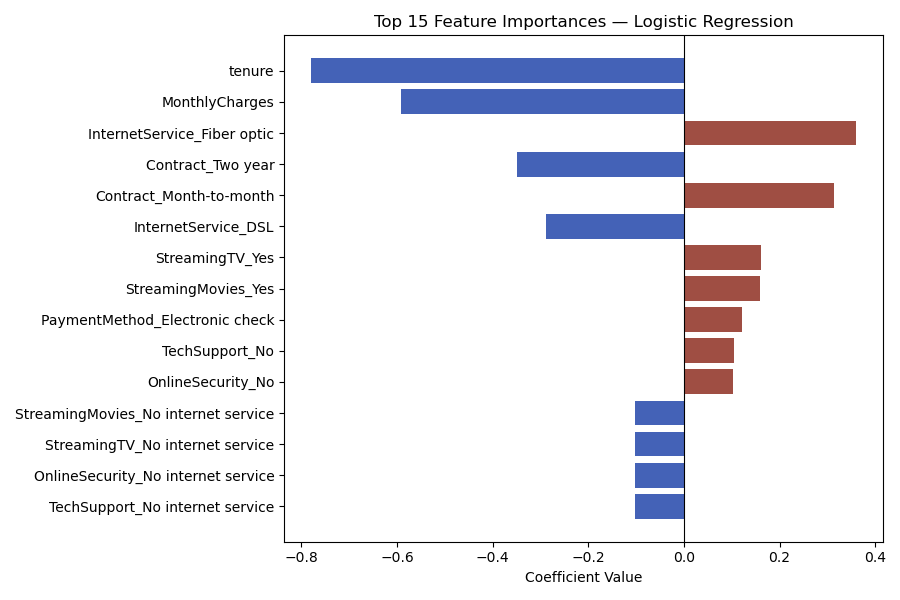 Top 15 Feature Importances — Logistic Regression
tenure
MonthlyCharges
InternetService_Fiber optic
Contract_Two year
Contract_Month-to-month
InternetService_DSL
StreamingTV_Yes
StreamingMovies_Yes
PaymentMethod_Electronic check
TechSupport_No
OnlineSecurity_No
StreamingMovies_No internet service
StreamingTV_No internet service
OnlineSecurity_No internet service
TechSupport_No internet service
−0.8 −0.6 −0.4 −0.2 0.0 0.2 0.4
Coefficient Value